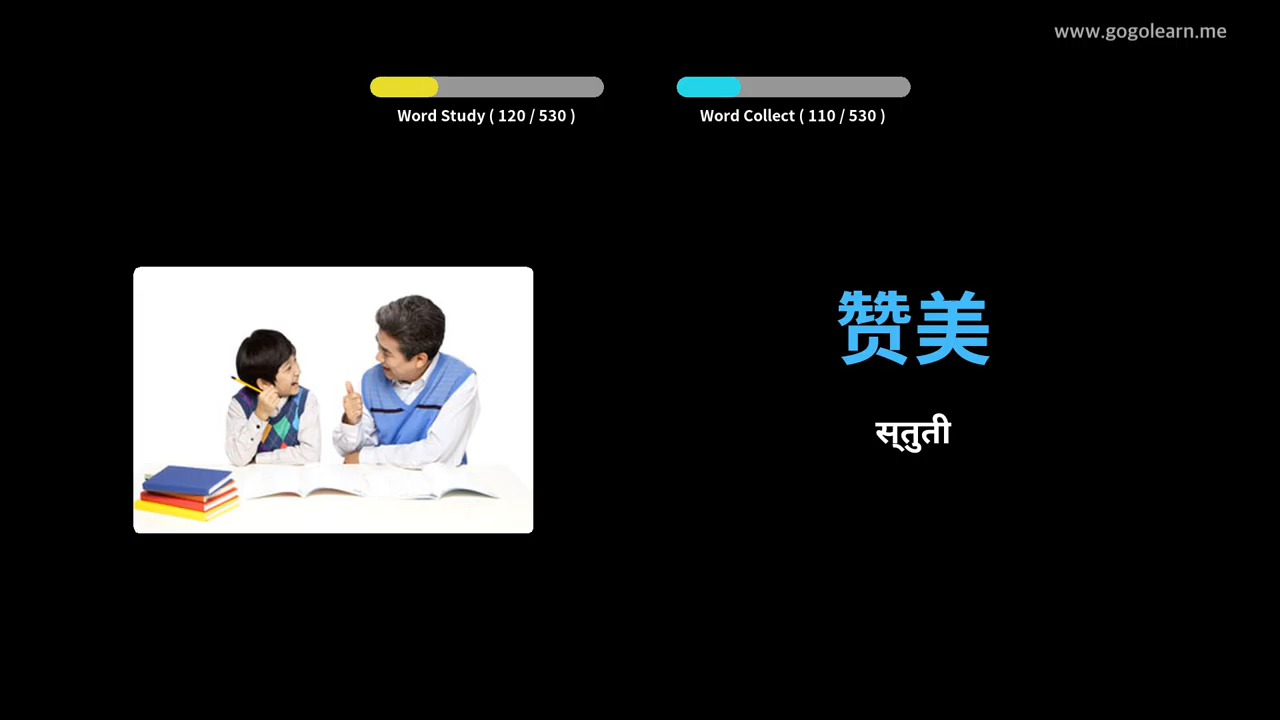 www.gogolearn.me
Word Study ( 120 / 530 )
Word Collect ( 110 / 530 )
赞美
स्तुती